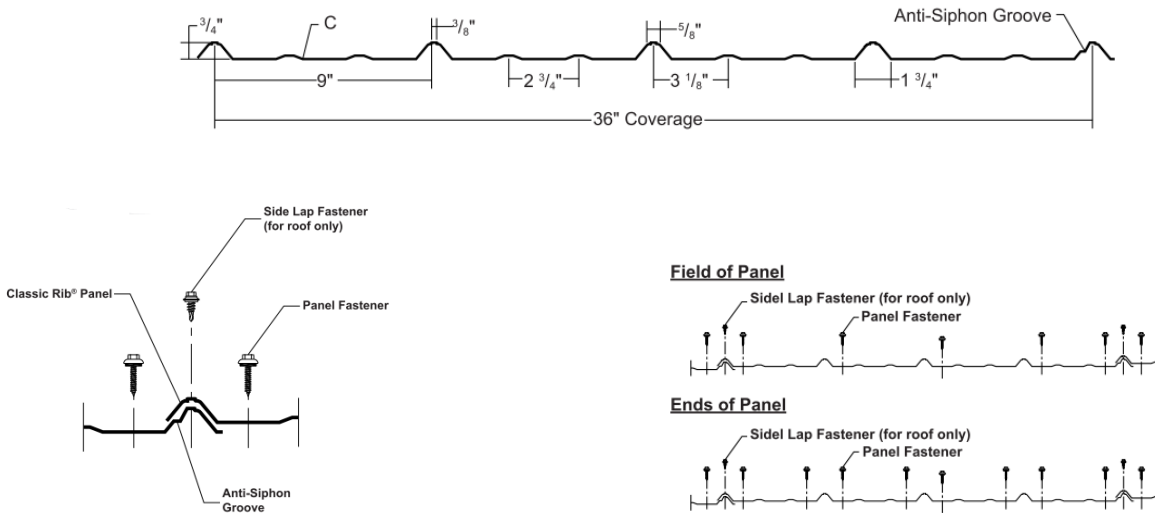 3/4"
C
3/8"
5/8"
Anti-Siphon Groove
9"
2 3/4"
3 1/8"
1 3/4"
36" Coverage
Side Lap Fastener
(for roof only)
Classic Rib® Panel
Panel Fastener
Anti-Siphon
Groove
Field of Panel
Sidel Lap Fastener (for roof only)
Panel Fastener
Ends of Panel
Sidel Lap Fastener (for roof only)
Panel Fastener